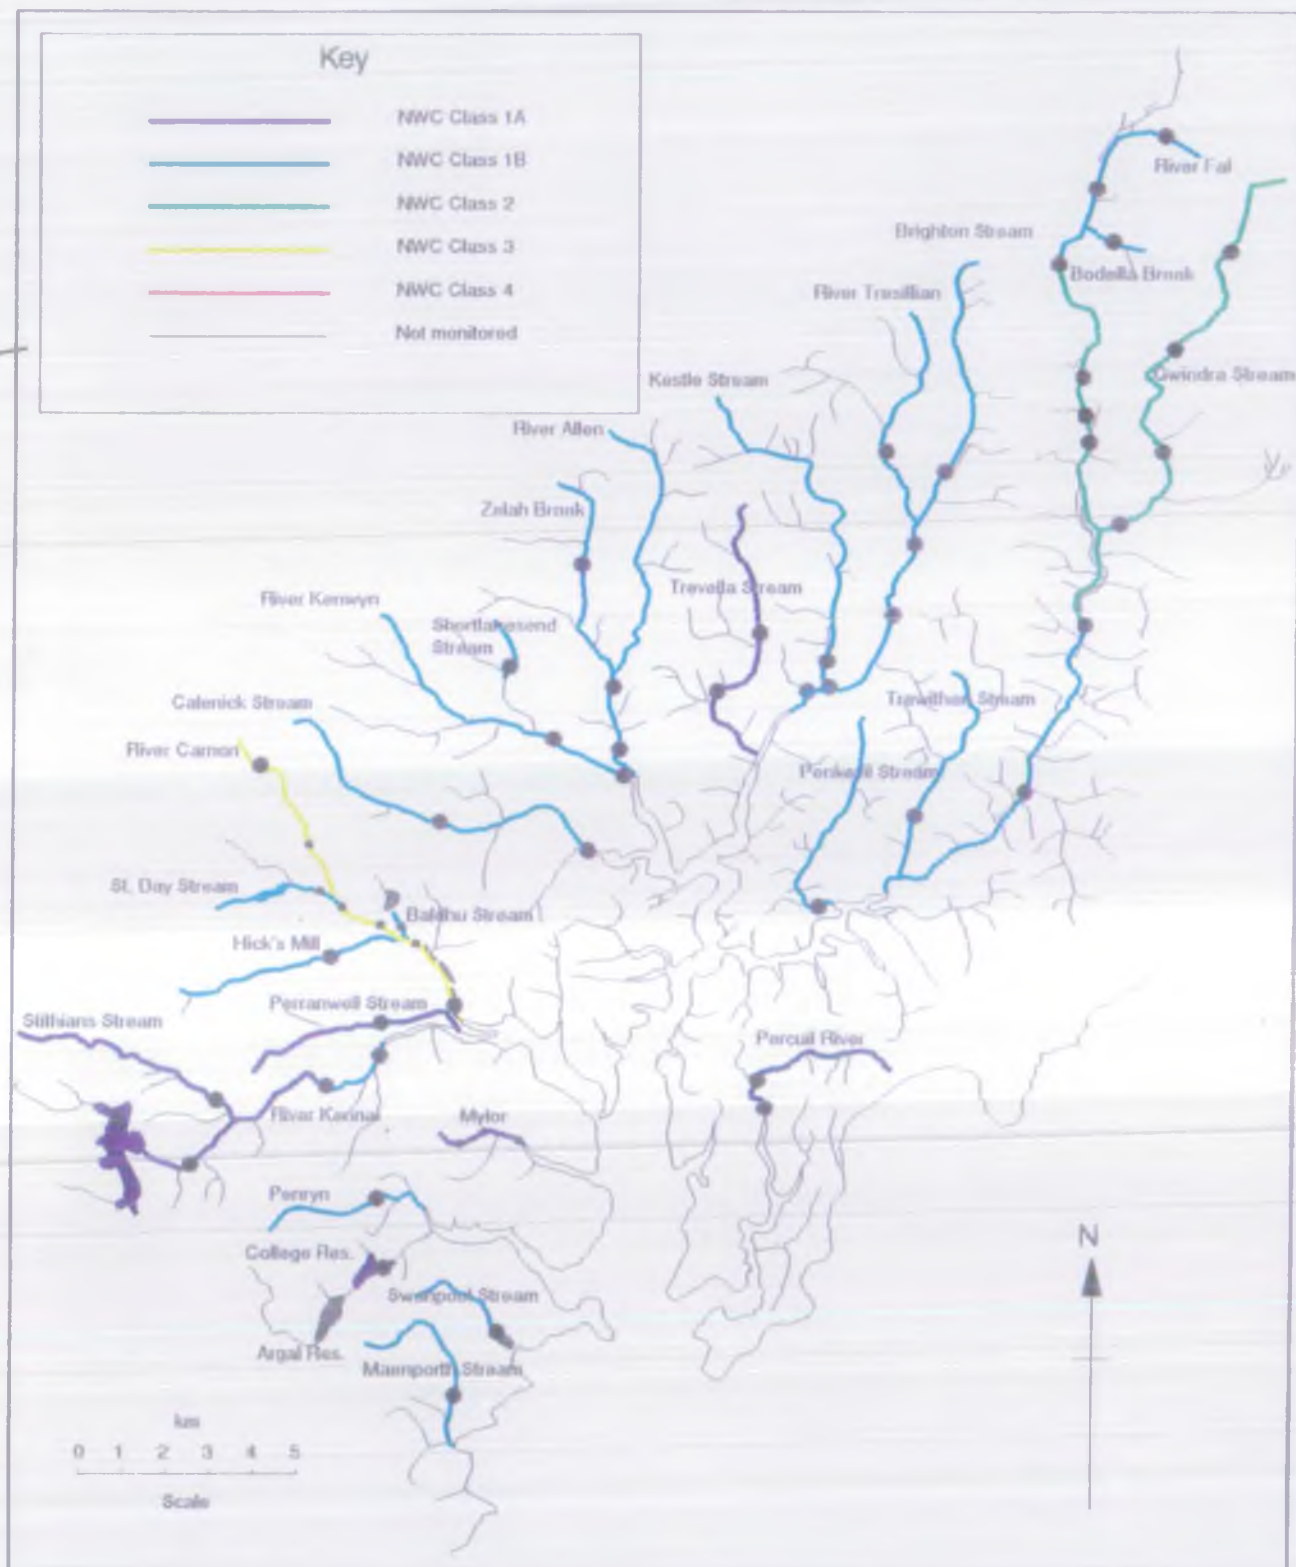 Key
NWC Class 1A
NWC Class 1B
NWC Class 2
NWC Class 3
NWC Class 4
Not monitored
River Fal
Brighton Stream
Bodella Brook
River Tresillian
Gwindra Stream
Kestle Stream
River Allen
Zelah Brook
Trevella Stream
River Kenwyn
Shortlanesend
Stream
Calenick Stream
Trewithen Stream
River Carnon
Penkevil Stream
St. Day Stream
Baldhu Stream
Hick's Mill
Perranwell Stream
Stithians Stream
Percuil River
River Kennal
Mylor
Penryn
N
College Res.
Swanpool Stream
Argal Res.
Maenporth Stream
km
0 1 2 3 4 5
Scale